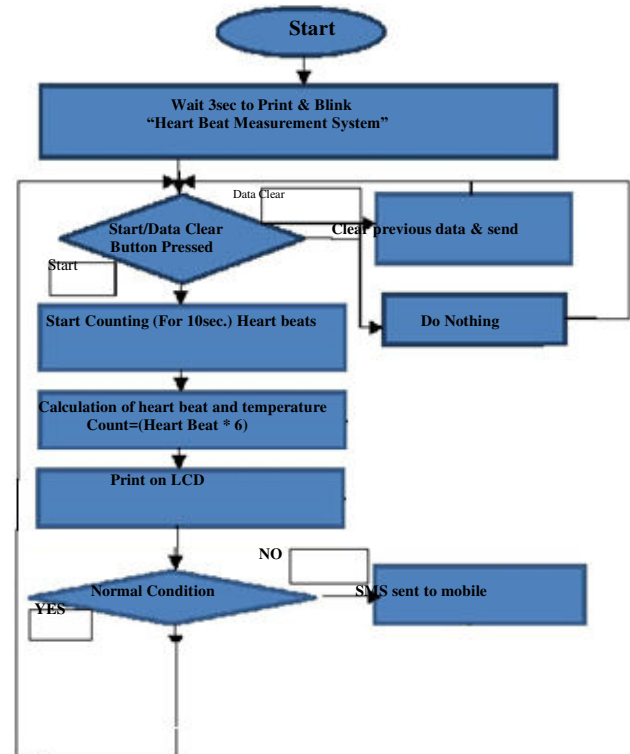 Start
Wait 3sec to Print & Blink
“Heart Beat Measurement System”
Data Clear
Start/Data Clear
Button Pressed
Clear previous data & send
Start
Start Counting (For 10sec.) Heart beats
Do Nothing
Calculation of heart beat and temperature
Count=(Heart Beat * 6)
Print on LCD
NO
Normal Condition
SMS sent to mobile
YES